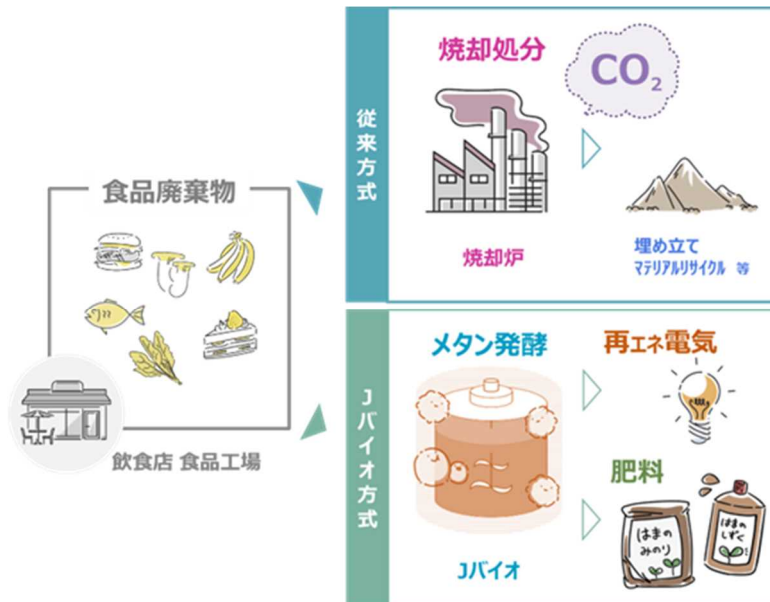 食品廃棄物
飲食店 食品工場
従来方式
焼却処分
CO₂
焼却炉
埋め立て
マテリアルリサイクル 等
Jバイオ方式
メタン発酵
Jバイオ
再エネ電気
肥料
はまの
みのり
はまの
しずく